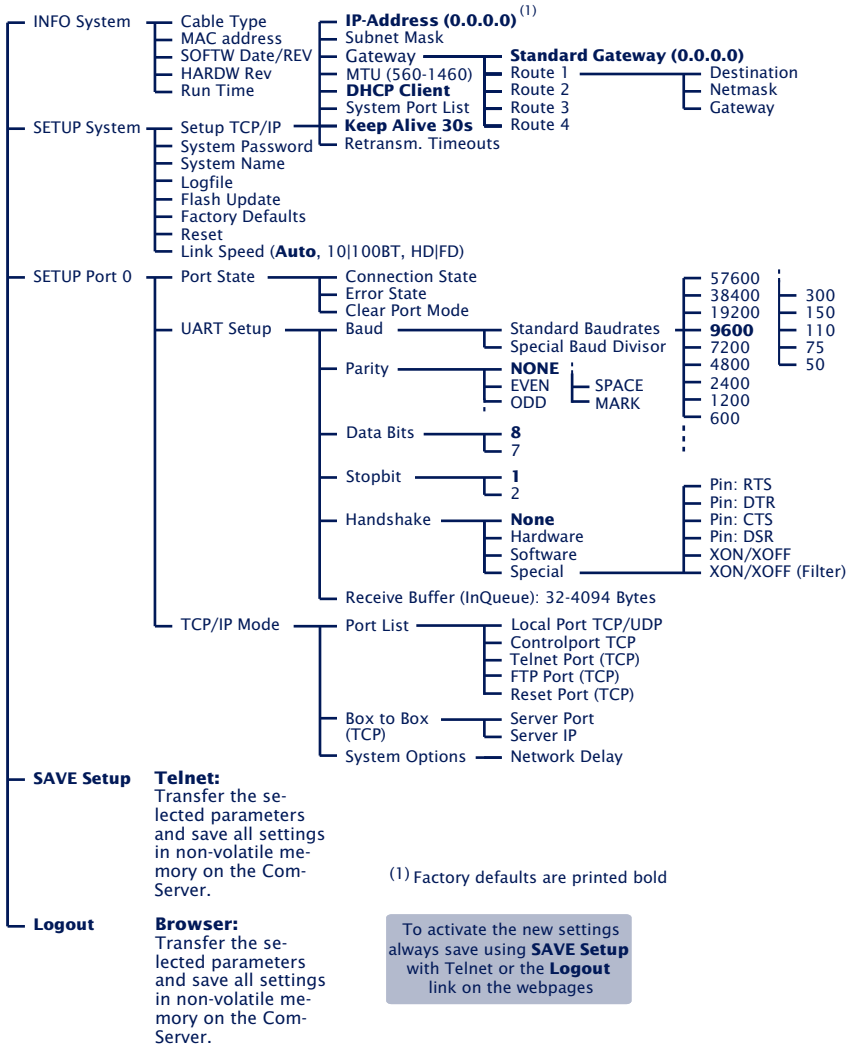 INFO System
Cable Type
MAC address
SOFTW Date/REV
HARDW Rev
Run Time
SETUP System
Setup TCP/IP
IP-Address (0.0.0.0) (1)
Subnet Mask
Gateway
Standard Gateway (0.0.0.0)
Route 1
Destination
Netmask
Gateway
Route 2
Route 3
Route 4
MTU (560-1460)
DHCP Client
System Port List
Keep Alive 30s
Retransm. Timeouts
System Password
System Name
Logfile
Flash Update
Factory Defaults
Reset
Link Speed (Auto, 10|100BT, HD|FD)
SETUP Port 0
Port State
Connection State
Error State
Clear Port Mode
UART Setup
Baud
Standard Baudrates
57600
38400
19200
9600
7200
4800
2400
1200
600
300
150
110
75
50
Special Baud Divisor
Parity
NONE
EVEN
ODD
SPACE
MARK
Data Bits
8
7
Stopbit
1
2
Handshake
None
Hardware
Software
Special
Pin: RTS
Pin: DTR
Pin: CTS
Pin: DSR
XON/XOFF
XON/XOFF (Filter)
Receive Buffer (InQueue): 32-4094 Bytes
TCP/IP Mode
Port List
Local Port TCP/UDP
Controlport TCP
Telnet Port (TCP)
FTP Port (TCP)
Reset Port (TCP)
Box to Box
(TCP)
Server Port
Server IP
System Options
Network Delay
SAVE Setup
Telnet:
Transfer the se-
lected parameters
and save all settings
in non-volatile me-
mory on the Com-
Server.
(1) Factory defaults are printed bold
Logout
Browser:
Transfer the se-
lected parameters
and save all settings
in non-volatile me-
mory on the Com-
Server.
To activate the new settings
always save using SAVE Setup
with Telnet or the Logout
link on the webpages